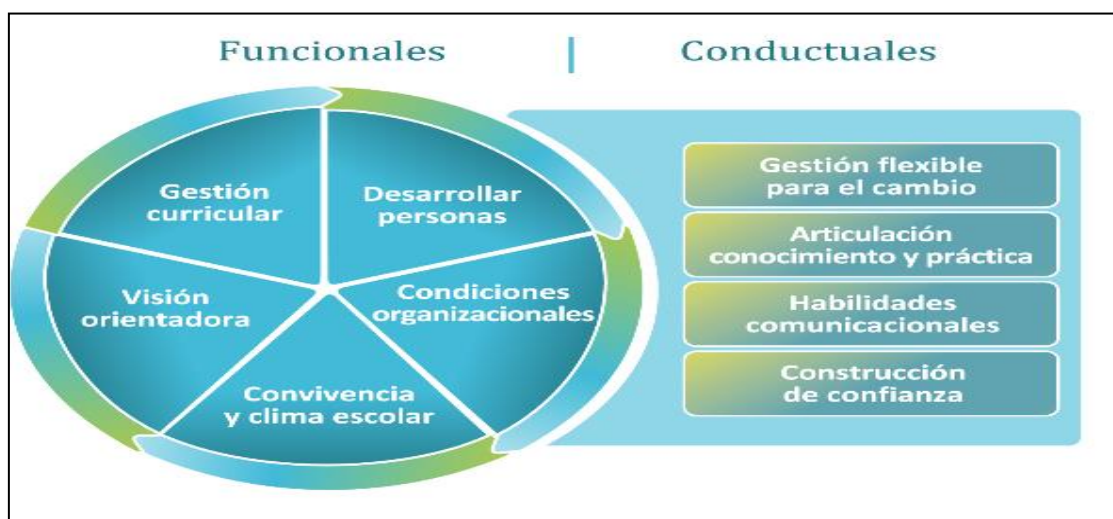 Funcionales | Conductuales
Gestión
curricular
Desarrollar
personas
Visión
orientadora
Condiciones
organizacionales
Convivencia
y clima escolar
Gestión flexible
para el cambio
Articulación
conocimiento y práctica
Habilidades
comunicacionales
Construcción
de confianza